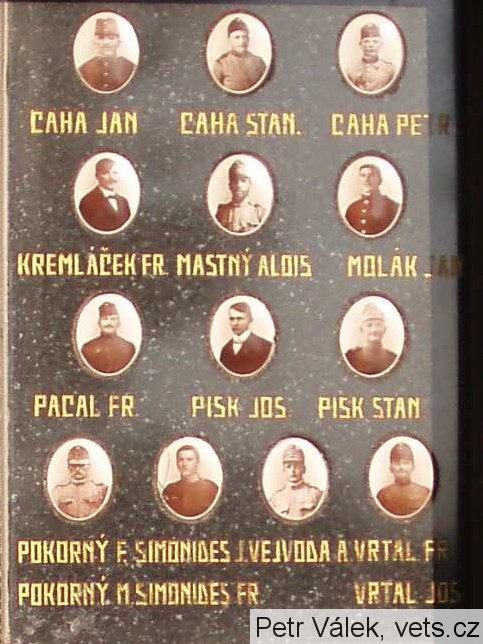 CAHA JAN CAHA STAN. CAHA PETR
KREMLÁČEK FR. MASTNÝ ALOIS MOLÁK JAN
PACAL FR. PISK JOS. PISK STAN.
POKORNÝ F. SIMONIDES J. VEJVODA A. VRTAL FR.
POKORNÝ M. SIMONIDES FR. VRTAL JOS.
Petr Válek, vets.cz